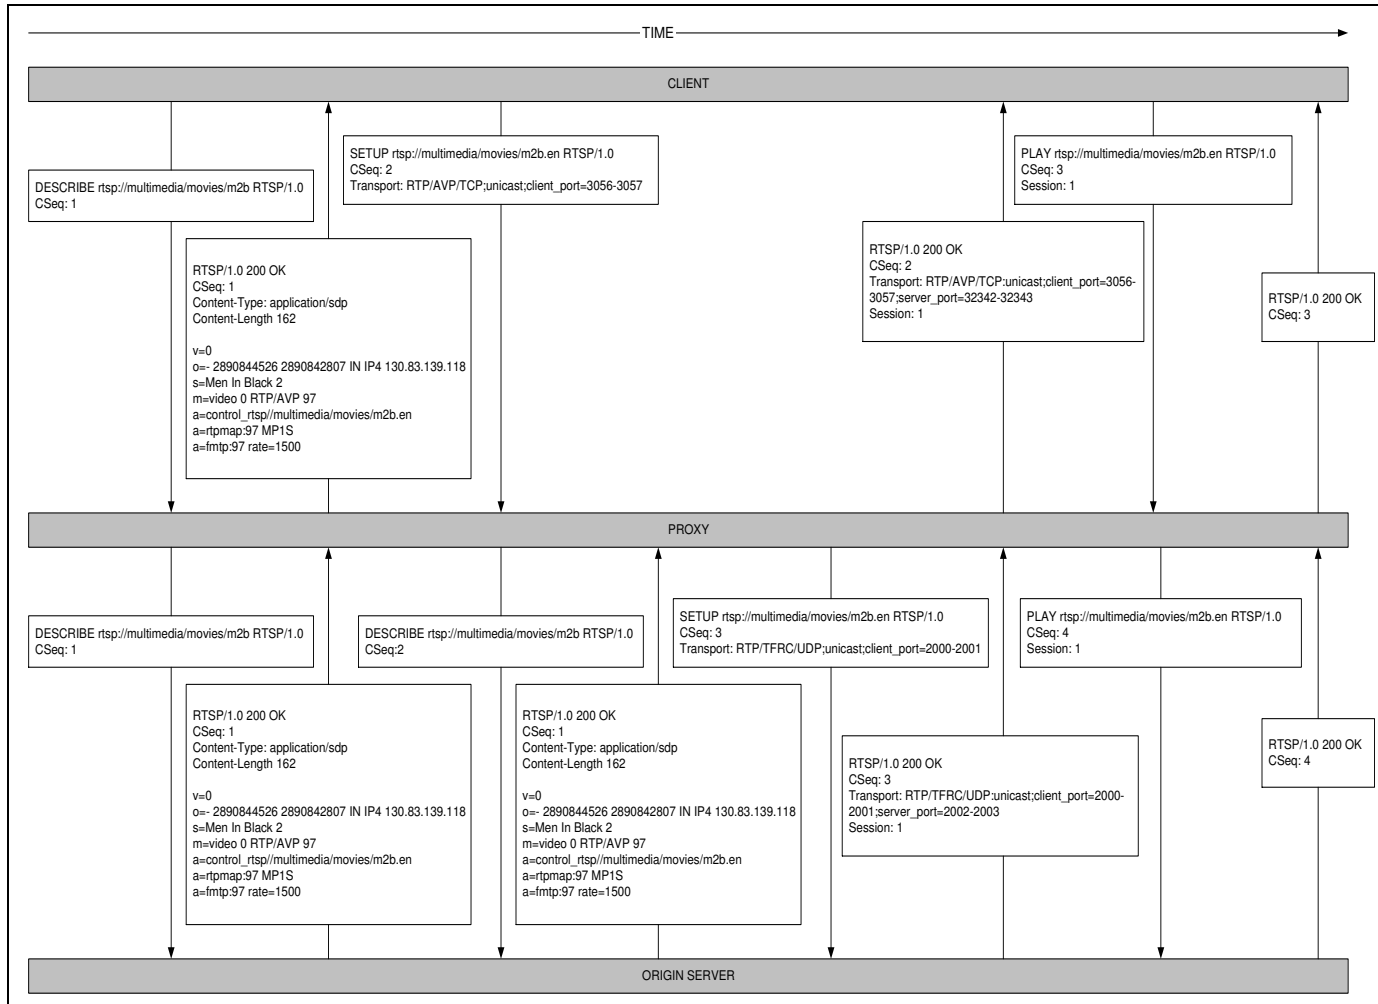 TIME
CLIENT
DESCRIBE rtsp://multimedia/movies/m2b RTSP/1.0
CSeq: 1
RTSP/1.0 200 OK
CSeq: 1
Content-Type: application/sdp
Content-Length 162
v=0
o=- 2890844526 2890842807 IN IP4 130.83.139.118
s=Men In Black 2
m=video 0 RTP/AVP 97
a=control_rtsp//multimedia/movies/m2b.en
a=rtpmap:97 MP1S
a=fmtp:97 rate=1500
SETUP rtsp://multimedia/movies/m2b.en RTSP/1.0
CSeq: 2
Transport: RTP/AVP/TCP;unicast;client_port=3056-3057
RTSP/1.0 200 OK
CSeq: 2
Transport: RTP/AVP/TCP:unicast;client_port=3056-
3057;server_port=32342-32343
Session: 1
PLAY rtsp://multimedia/movies/m2b.en RTSP/1.0
CSeq: 3
Session: 1
RTSP/1.0 200 OK
CSeq: 3
PROXY
DESCRIBE rtsp://multimedia/movies/m2b RTSP/1.0
CSeq: 1
RTSP/1.0 200 OK
CSeq: 1
Content-Type: application/sdp
Content-Length 162
v=0
o=- 2890844526 2890842807 IN IP4 130.83.139.118
s=Men In Black 2
m=video 0 RTP/AVP 97
a=control_rtsp//multimedia/movies/m2b.en
a=rtpmap:97 MP1S
a=fmtp:97 rate=1500
DESCRIBE rtsp://multimedia/movies/m2b RTSP/1.0
CSeq:2
RTSP/1.0 200 OK
CSeq: 1
Content-Type: application/sdp
Content-Length 162
v=0
o=- 2890844526 2890842807 IN IP4 130.83.139.118
s=Men In Black 2
m=video 0 RTP/AVP 97
a=control_rtsp//multimedia/movies/m2b.en
a=rtpmap:97 MP1S
a=fmtp:97 rate=1500
SETUP rtsp://multimedia/movies/m2b.en RTSP/1.0
CSeq: 3
Transport: RTP/TFRC/UDP;unicast;client_port=2000-2001
RTSP/1.0 200 OK
CSeq: 3
Transport: RTP/TFRC/UDP:unicast;client_port=2000-
2001;server_port=2002-2003
Session: 1
PLAY rtsp://multimedia/movies/m2b.en RTSP/1.0
CSeq: 4
Session: 1
RTSP/1.0 200 OK
CSeq: 4
ORIGIN SERVER